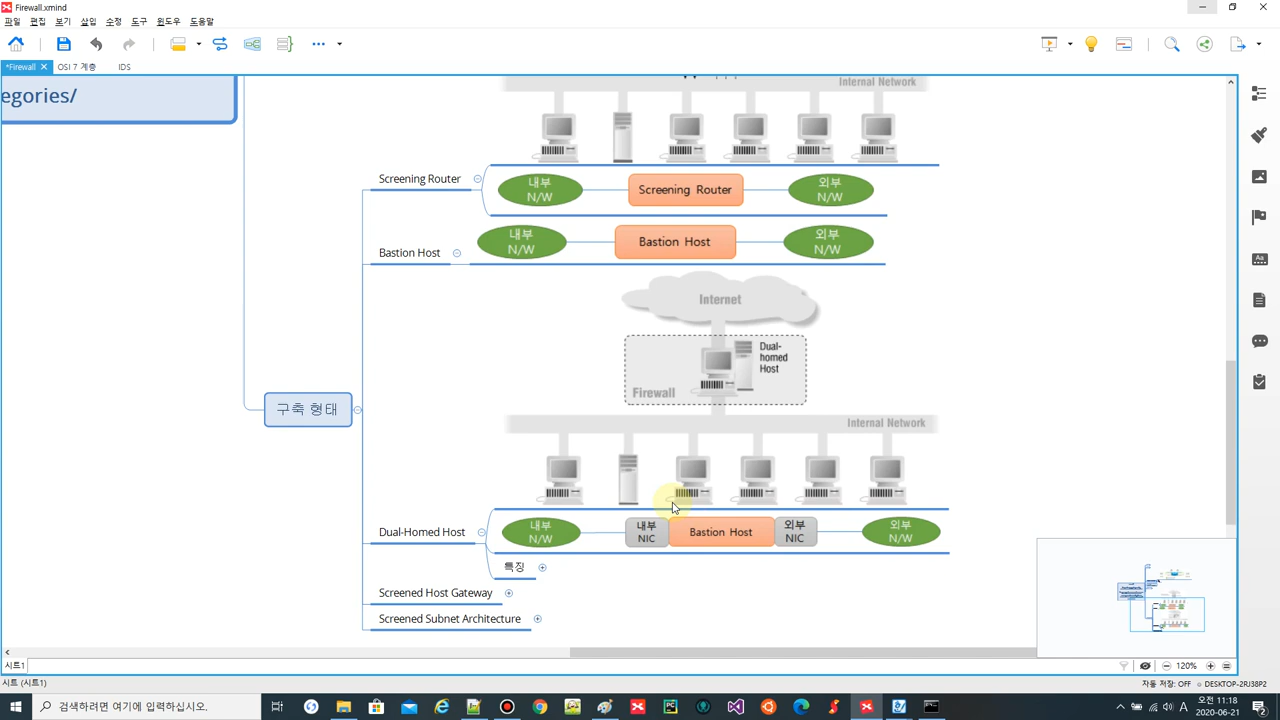 Firewall.xmind
파일 편집 보기 삽입 수정 도구 윈도우 도움말
*Firewall
OSI 7 계층
IDS
egories/
Internal Network
Screening Router
내부
N/W
Screening Router
외부
N/W
Bastion Host
내부
N/W
Bastion Host
외부
N/W
Internet
Dual-
homed
Host
Firewall
Internal Network
구축 형태
Dual-Homed Host
내부
N/W
내부
NIC
Bastion Host
외부
NIC
외부
N/W
특징
Screened Host Gateway
Screened Subnet Architecture
시트1
120%
시트 (시트1)
자동 저장: OFF
DESKTOP-2RJ38P2
검색하려면 여기에 입력하십시오.
A
오전 11:18
2020-06-21
2